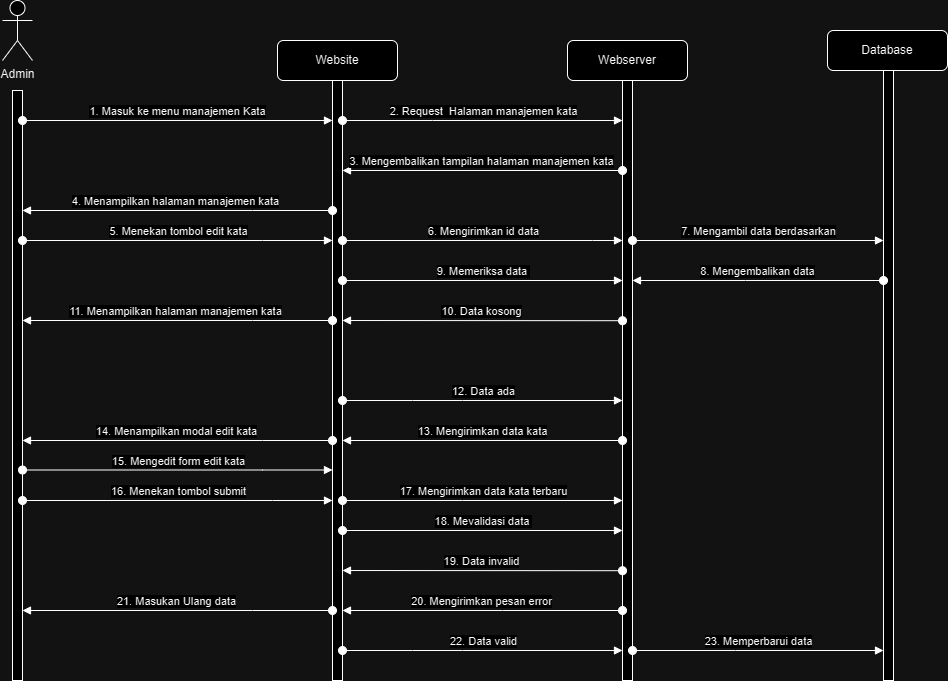 Admin
Website
Webserver
Database
1. Masuk ke menu manajemen Kata
2. Request Halaman manajemen kata
3. Mengembalikan tampilan halaman manajemen kata
4. Menampilkan halaman manajemen kata
5. Menekan tombol edit kata
6. Mengirimkan id data
7. Mengambil data berdasarkan
9. Memeriksa data
8. Mengembalikan data
11. Menampilkan halaman manajemen kata
10. Data kosong
12. Data ada
14. Menampilkan modal edit kata
13. Mengirimkan data kata
15. Mengedit form edit kata
16. Menekan tombol submit
17. Mengirimkan data kata terbaru
18. Mevalidasi data
19. Data invalid
21. Masukan Ulang data
20. Mengirimkan pesan error
22. Data valid
23. Memperbarui data